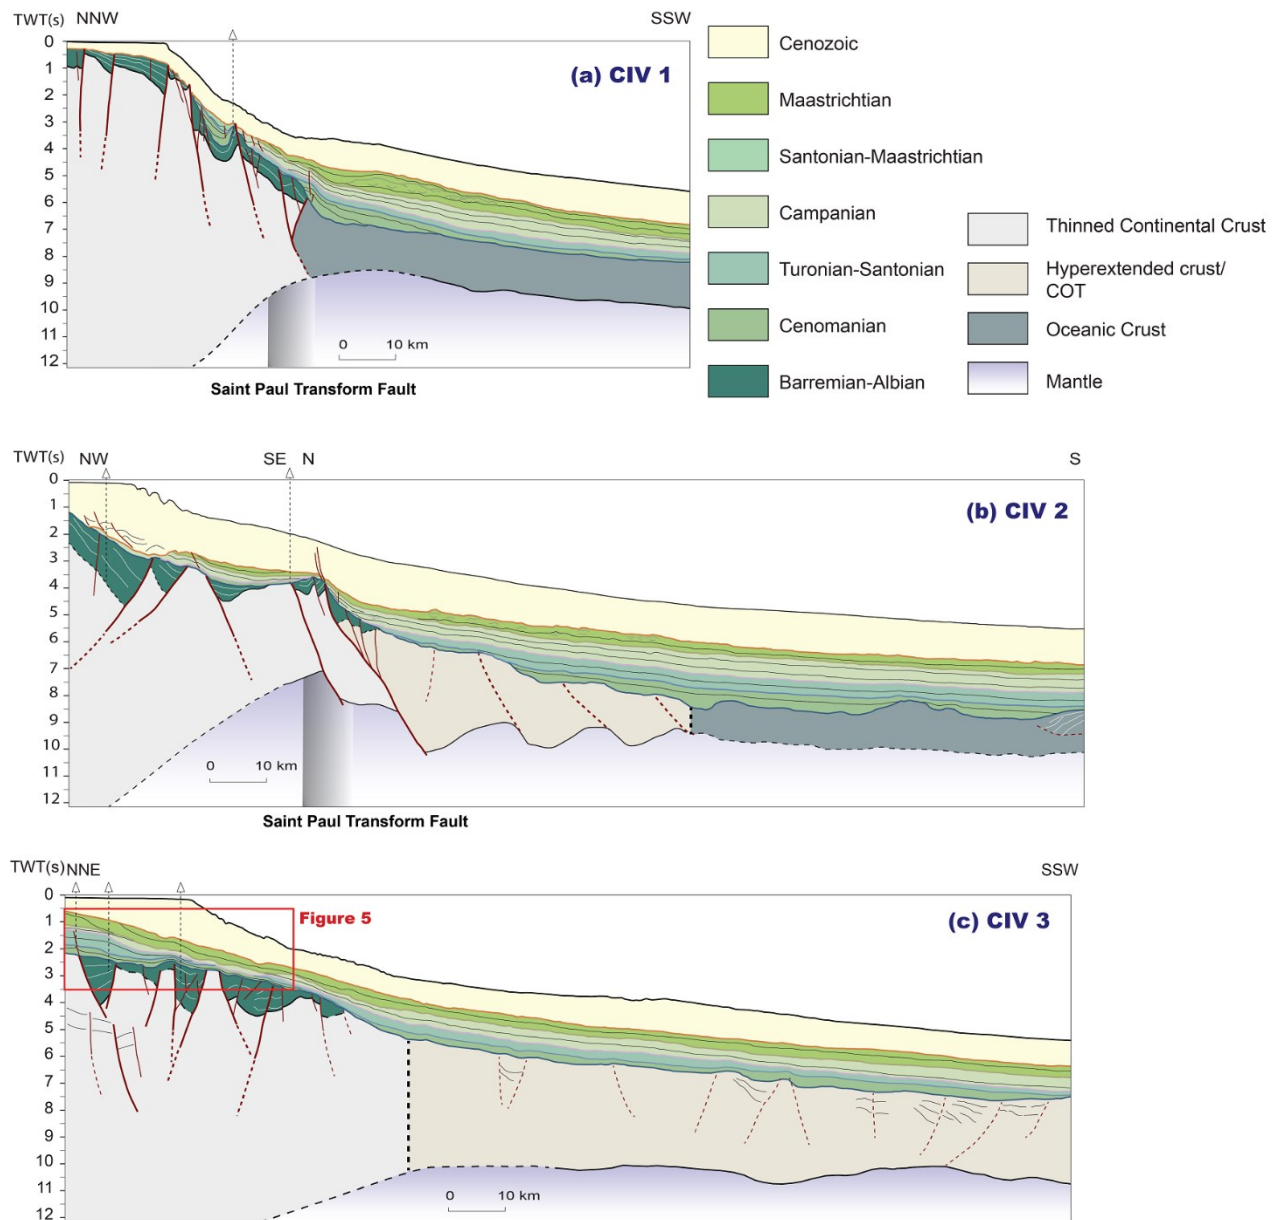 TWT(s) NNW SSW
0
1
2
3
4
5
6
7
8
9
10
11
12
(a) CIV 1
0 10 km
Saint Paul Transform Fault
Cenozoic
Maastrichtian
Santonian-Maastrichtian
Campanian
Turonian-Santonian
Cenomanian
Barremian-Albian
Thinned Continental Crust
Hyperextended crust/
COT
Oceanic Crust
Mantle
TWT(s) NW SE N S
0
1
2
3
4
5
6
7
8
9
10
11
12
(b) CIV 2
0 10 km
Saint Paul Transform Fault
TWT(s) NNE SSW
0
1
2
3
4
5
6
7
8
9
10
11
12
Figure 5
(c) CIV 3
0 10 km